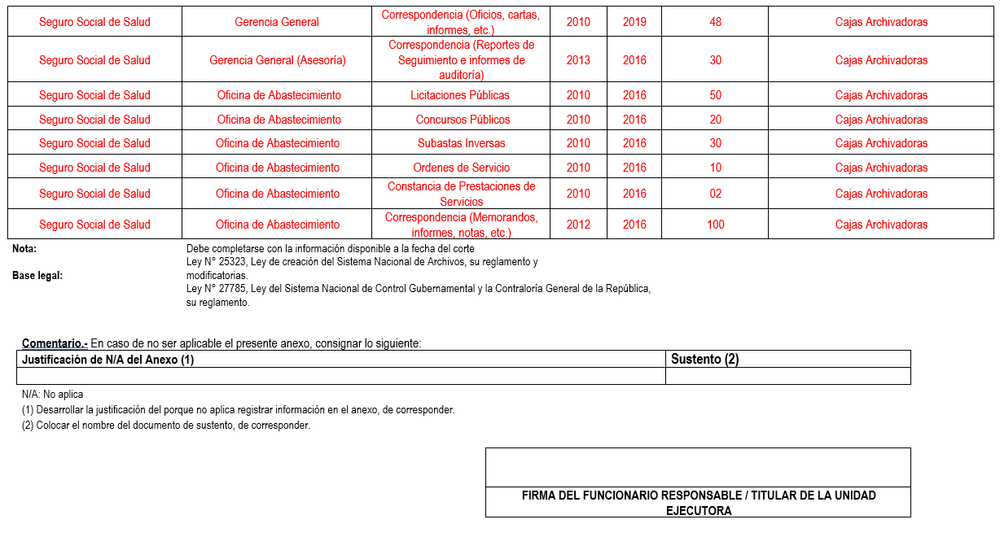 Seguro Social de Salud Gerencia General Correspondencia (Oficios, cartas, informes, etc.) 2010 2019 48 Cajas Archivadoras
Seguro Social de Salud Gerencia General (Asesoría) Correspondencia (Reportes de Seguimiento e informes de auditoría) 2013 2016 30 Cajas Archivadoras
Seguro Social de Salud Oficina de Abastecimiento Licitaciones Públicas 2010 2016 50 Cajas Archivadoras
Seguro Social de Salud Oficina de Abastecimiento Concursos Públicos 2010 2016 20 Cajas Archivadoras
Seguro Social de Salud Oficina de Abastecimiento Subastas Inversas 2010 2016 30 Cajas Archivadoras
Seguro Social de Salud Oficina de Abastecimiento Ordenes de Servicio 2010 2016 10 Cajas Archivadoras
Seguro Social de Salud Oficina de Abastecimiento Constancia de Prestaciones de Servicios 2010 2016 02 Cajas Archivadoras
Seguro Social de Salud Oficina de Abastecimiento Correspondencia (Memorandos, informes, notas, etc.) 2012 2016 100 Cajas Archivadoras
Nota: Debe completarse con la información disponible a la fecha del corte
Ley N° 25323, Ley de creación del Sistema Nacional de Archivos, su reglamento y
Base legal: modificatorias.
Ley N° 27785, Ley del Sistema Nacional de Control Gubernamental y la Contraloría General de la República,
su reglamento.
Comentario.- En caso de no ser aplicable el presente anexo, consignar lo siguiente:
Justificación de N/A del Anexo (1) Sustento (2)
N/A: No aplica
(1) Desarrollar la justificación del porque no aplica registrar información en el anexo, de corresponder.
(2) Colocar el nombre del documento de sustento, de corresponder.
FIRMA DEL FUNCIONARIO RESPONSABLE / TITULAR DE LA UNIDAD
EJECUTORA